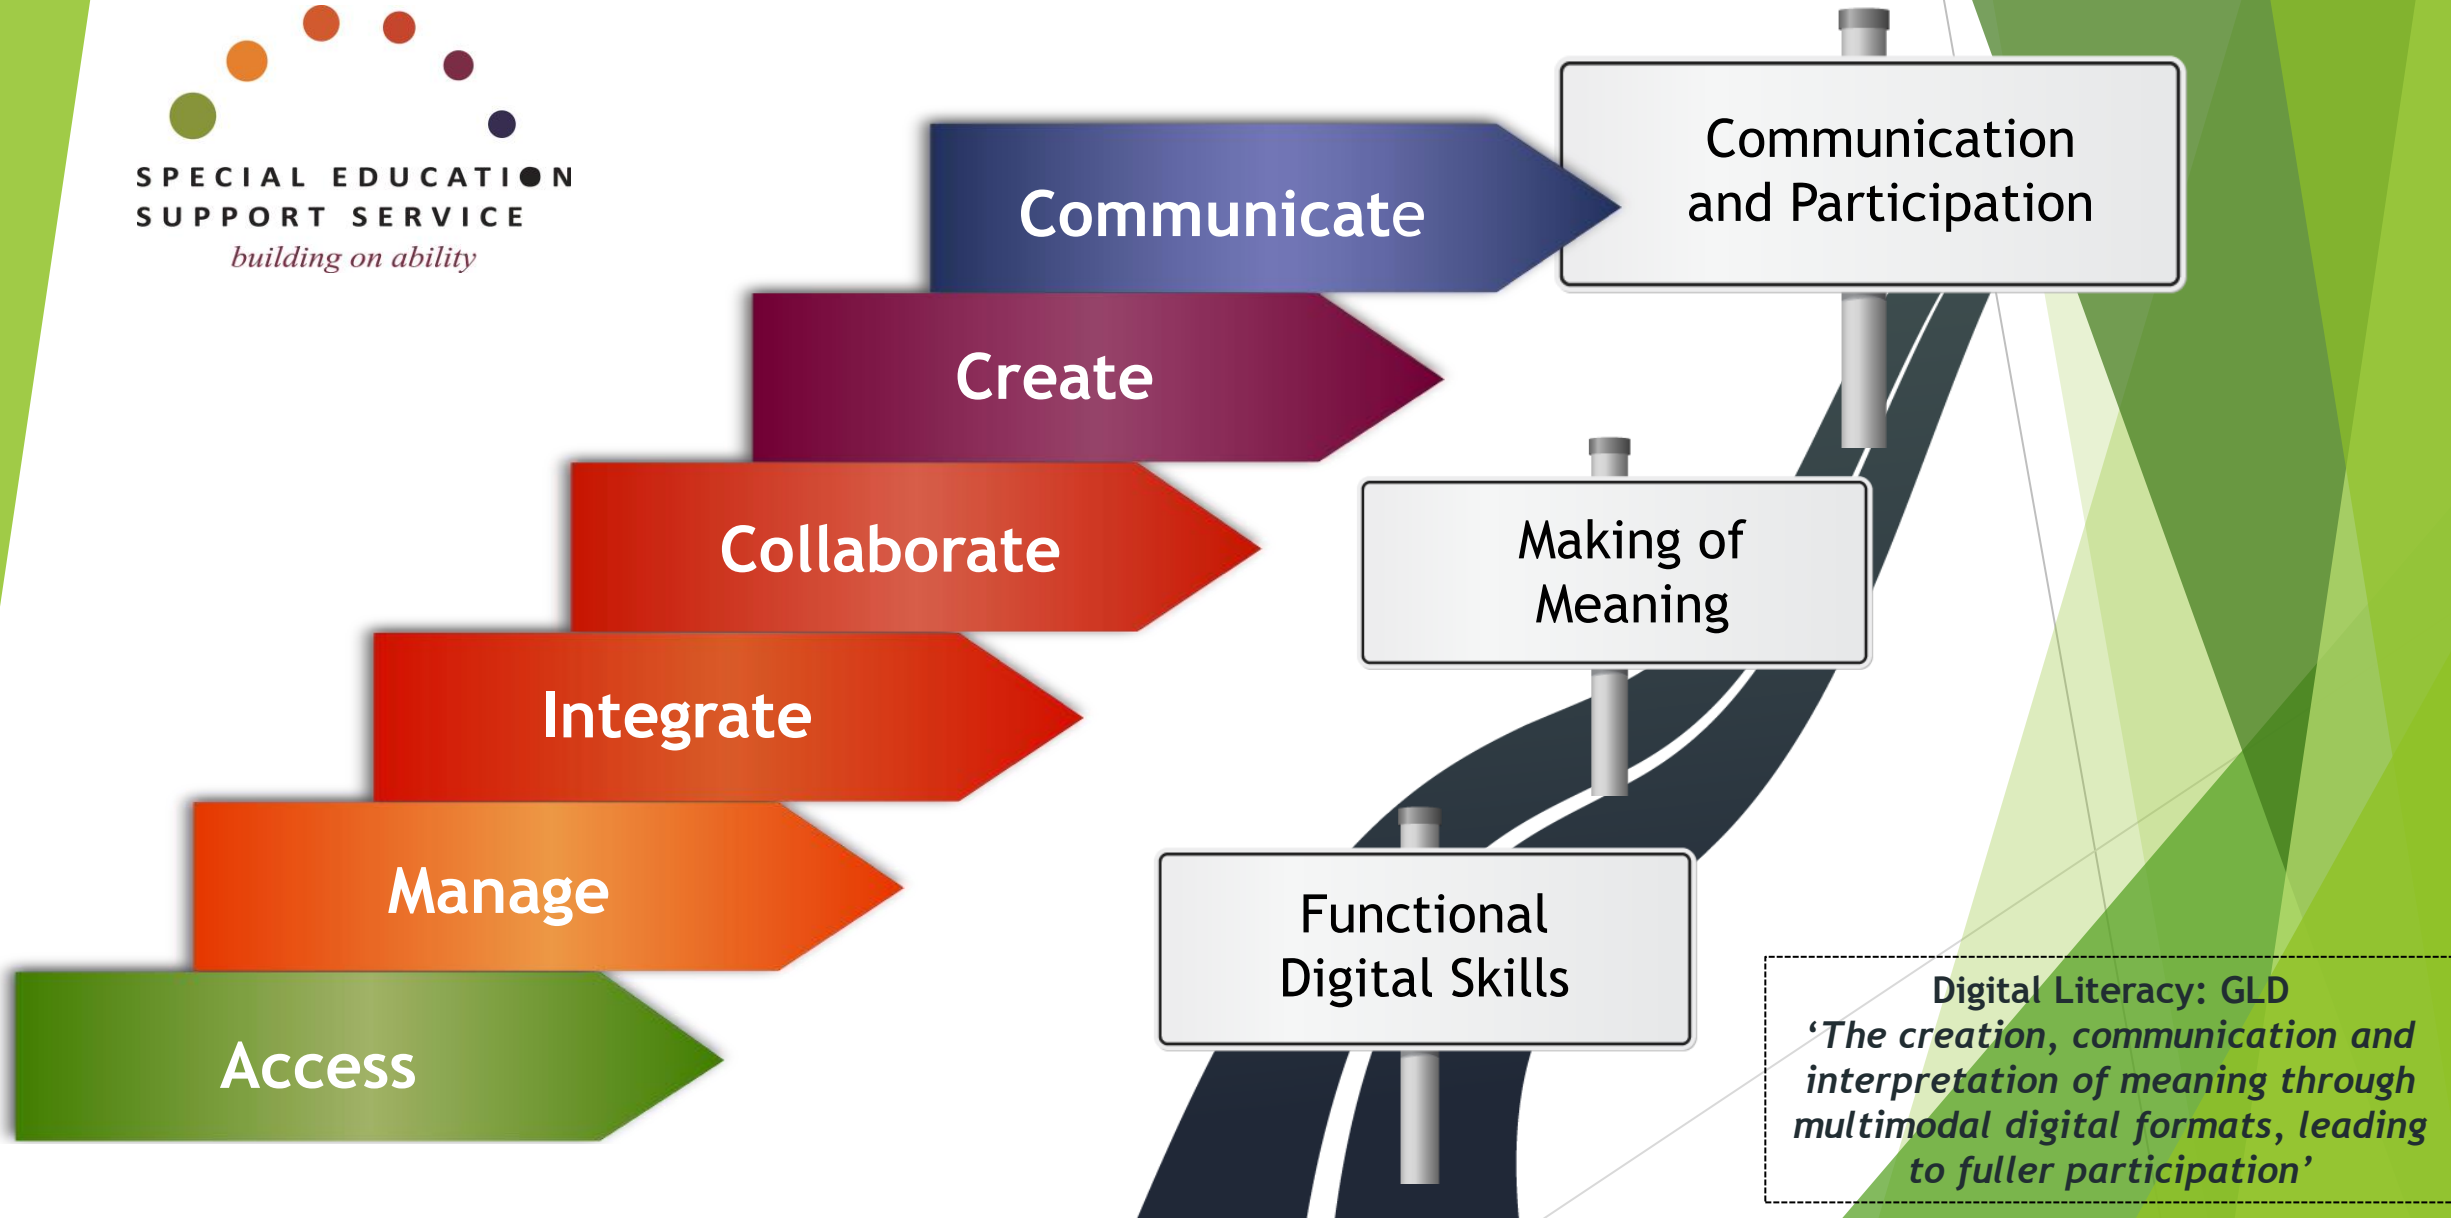 SPECIAL EDUCATION
SUPPORT SERVICE
building on ability
Communicate
Create
Collaborate
Integrate
Manage
Access
Communication
and Participation
Making of
Meaning
Functional
Digital Skills
Digital Literacy: GLD
‘The creation, communication and
interpretation of meaning through
multimodal digital formats, leading
to fuller participation’